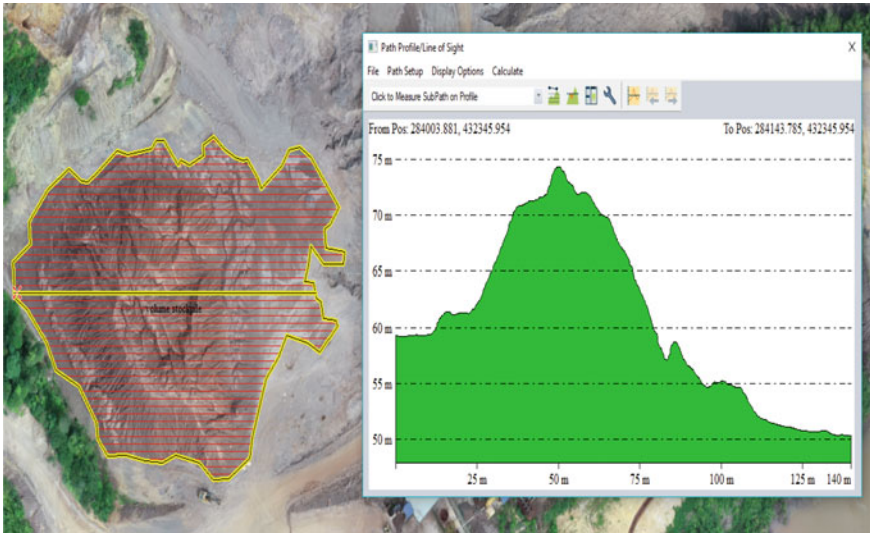 Path Profile/Line of Sight
File Path Setup Display Options Calculate
Click to Measure SubPath on Profile
From Pos: 284003.881, 432345.954 To Pos: 284143.785, 432345.954
75 m
70 m
65 m
60 m
55 m
50 m
25 m 50 m 75 m 100 m 125 m 140 m
volume stockpile